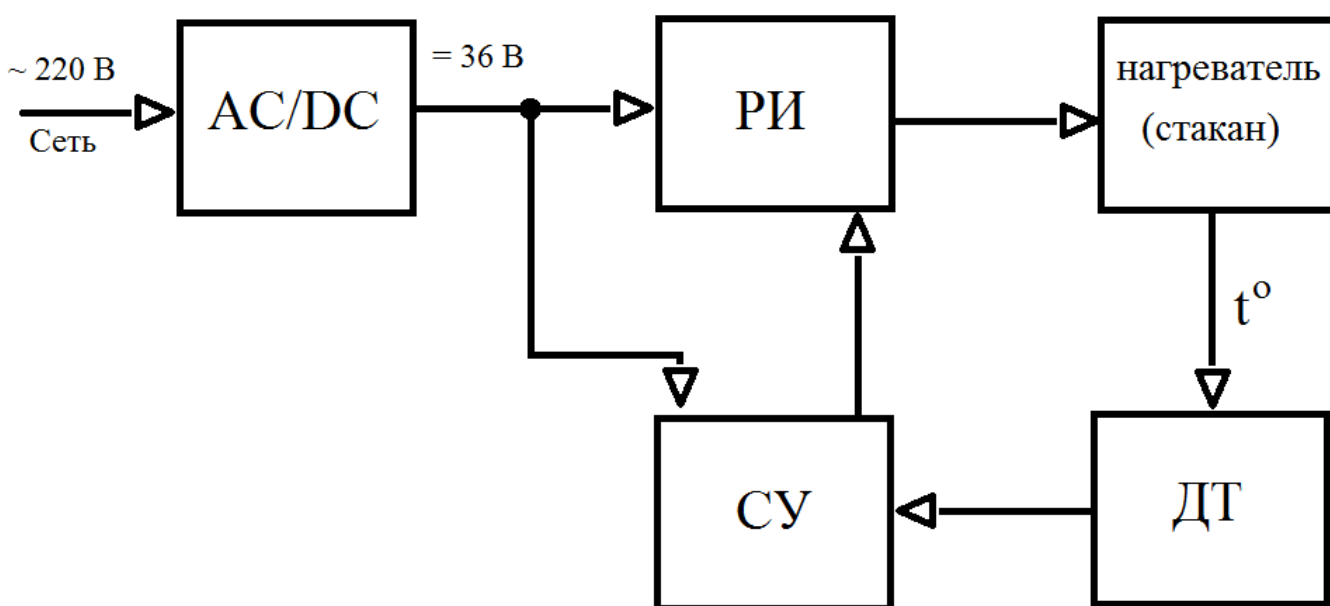 ~ 220 В
Сеть
AC/DC
= 36 В
РИ
нагреватель
(стакан)
t°
СУ
ДТ